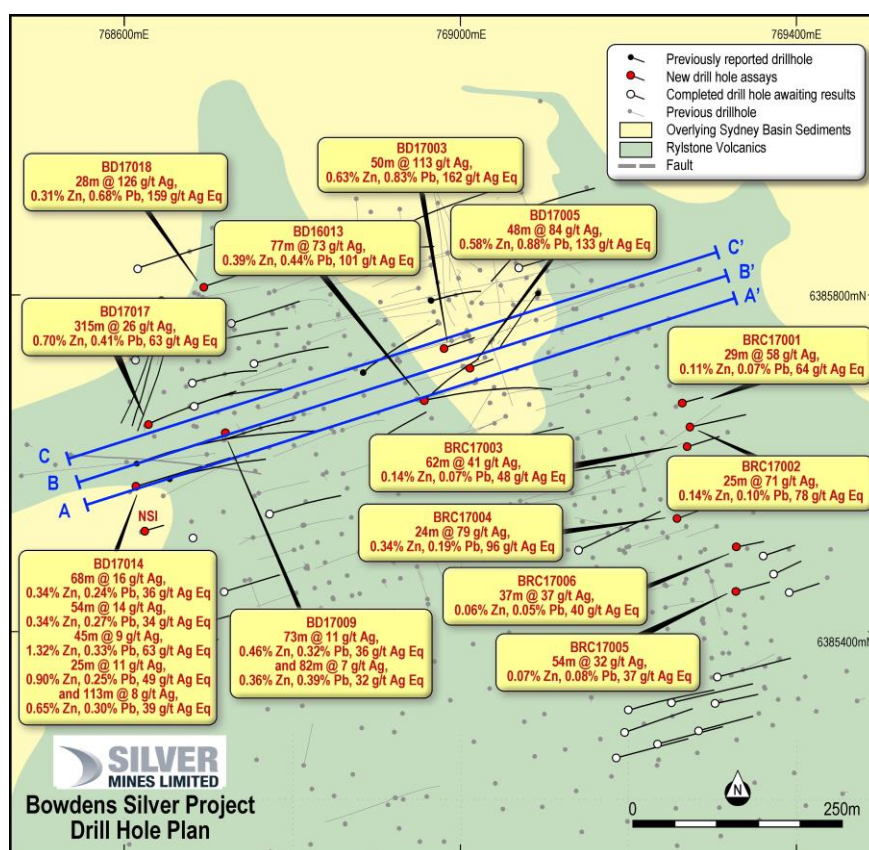 768600mE
769000mE
769400mE
Previously reported drillhole
New drill hole assays
Completed drill hole awaiting results
Previous drillhole
Overlying Sydney Basin Sediments
Rylstone Volcanics
Fault
BD17003
50m @ 113 g/t Ag,
0.63% Zn, 0.83% Pb, 162 g/t Ag Eq
BD17018
28m @ 126 g/t Ag,
0.31% Zn, 0.68% Pb, 159 g/t Ag Eq
BD16013
77m @ 73 g/t Ag,
0.39% Zn, 0.44% Pb, 101 g/t Ag Eq
BD17005
48m @ 84 g/t Ag,
0.58% Zn, 0.88% Pb, 133 g/t Ag Eq
C'
B'
A'
6385800mN
BD17017
315m @ 26 g/t Ag,
0.70% Zn, 0.41% Pb, 63 g/t Ag Eq
BRC17001
29m @ 58 g/t Ag,
0.11% Zn, 0.07% Pb, 64 g/t Ag Eq
C
B
A
BRC17003
62m @ 41 g/t Ag,
0.14% Zn, 0.07% Pb, 48 g/t Ag Eq
BRC17002
25m @ 71 g/t Ag,
0.14% Zn, 0.10% Pb, 78 g/t Ag Eq
NSI
BRC17004
24m @ 79 g/t Ag,
0.34% Zn, 0.19% Pb, 96 g/t Ag Eq
BD17014
68m @ 16 g/t Ag,
0.34% Zn, 0.24% Pb, 36 g/t Ag Eq
54m @ 14 g/t Ag,
0.34% Zn, 0.27% Pb, 34 g/t Ag Eq
45m @ 9 g/t Ag,
1.32% Zn, 0.33% Pb, 63 g/t Ag Eq
25m @ 11 g/t Ag,
0.90% Zn, 0.25% Pb, 49 g/t Ag Eq
and 113m @ 8 g/t Ag,
0.65% Zn, 0.30% Pb, 39 g/t Ag Eq
BD17009
73m @ 11 g/t Ag,
0.46% Zn, 0.32% Pb, 36 g/t Ag Eq
and 82m @ 7 g/t Ag,
0.36% Zn, 0.39% Pb, 32 g/t Ag Eq
BRC17006
37m @ 37 g/t Ag,
0.06% Zn, 0.05% Pb, 40 g/t Ag Eq
BRC17005
54m @ 32 g/t Ag,
0.07% Zn, 0.08% Pb, 37 g/t Ag Eq
6385400mN
SILVER
MINES LIMITED
Bowdens Silver Project
Drill Hole Plan
N
0
250m